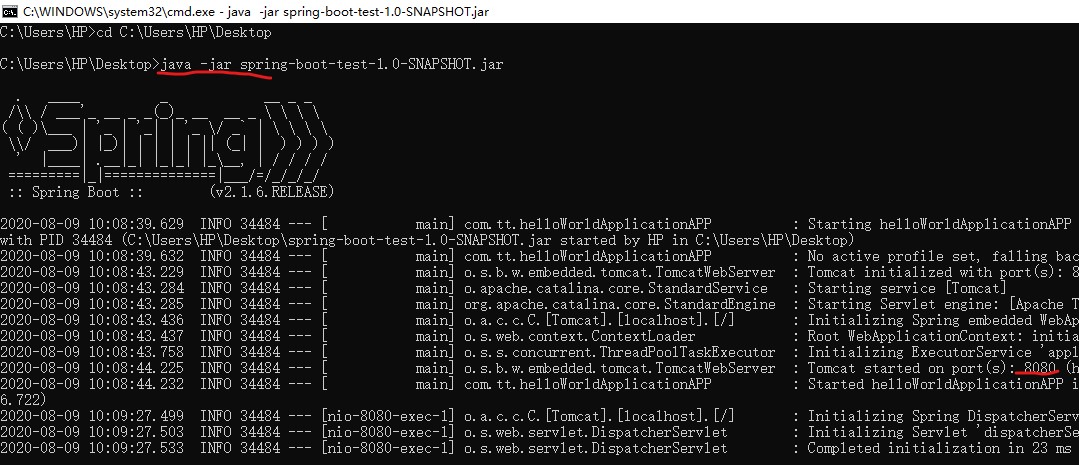 C:\WINDOWS\system32\cmd.exe - java  -jar spring-boot-test-1.0-SNAPSHOT.jar
C:\Users\HP>cd C:\Users\HP\Desktop
C:\Users\HP\Desktop>java -jar spring-boot-test-1.0-SNAPSHOT.jar
Spring
:: Spring Boot ::        (v2.1.6.RELEASE)
2020-08-09 10:08:39.629  INFO 34484 --- [           main] com.tt.helloWorldApplicationAPP          : Starting helloWorldApplicationAPP
with PID 34484 (C:\Users\HP\Desktop\spring-boot-test-1.0-SNAPSHOT.jar started by HP in C:\Users\HP\Desktop)
2020-08-09 10:08:39.632  INFO 34484 --- [           main] com.tt.helloWorldApplicationAPP          : No active profile set, falling bac
2020-08-09 10:08:43.229  INFO 34484 --- [           main] o.s.b.w.embedded.tomcat.TomcatWebServer  : Tomcat initialized with port(s): 8
2020-08-09 10:08:43.284  INFO 34484 --- [           main] o.apache.catalina.core.StandardService   : Starting service [Tomcat]
2020-08-09 10:08:43.285  INFO 34484 --- [           main] org.apache.catalina.core.StandardEngine  : Starting Servlet engine: [Apache T
2020-08-09 10:08:43.436  INFO 34484 --- [           main] o.a.c.c.C.[Tomcat].[localhost].[/]       : Initializing Spring embedded WebAp
2020-08-09 10:08:43.437  INFO 34484 --- [           main] o.s.web.context.ContextLoader            : Root WebApplicationContext: initia
2020-08-09 10:08:43.758  INFO 34484 --- [           main] o.s.s.concurrent.ThreadPoolTaskExecutor  : Initializing ExecutorService 'appl
2020-08-09 10:08:44.225  INFO 34484 --- [           main] o.s.b.w.embedded.tomcat.TomcatWebServer  : Tomcat started on port(s): 8080 (h
2020-08-09 10:08:44.232  INFO 34484 --- [           main] com.tt.helloWorldApplicationAPP          : Started helloWorldApplicationAPP i
6.722)
2020-08-09 10:09:27.499  INFO 34484 --- [nio-8080-exec-1] o.a.c.c.C.[Tomcat].[localhost].[/]       : Initializing Spring DispatcherServ
2020-08-09 10:09:27.503  INFO 34484 --- [nio-8080-exec-1] o.s.web.servlet.DispatcherServlet        : Initializing Servlet 'dispatcherSe
2020-08-09 10:09:27.533  INFO 34484 --- [nio-8080-exec-1] o.s.web.servlet.DispatcherServlet        : Completed initialization in 23 ms